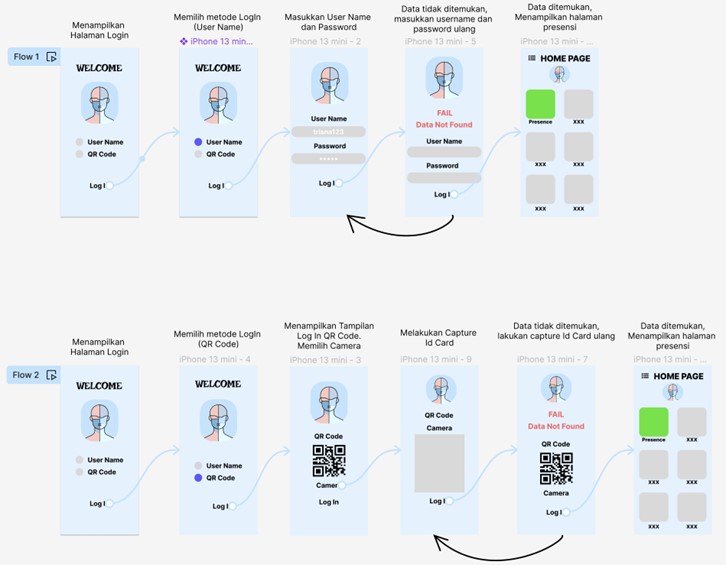 Menampilkan
Halaman Login
Memilih metode LogIn
(User Name)
Masukkan User Name
dan Password
Data tidak ditemukan,
masukkan username dan
password ulang
Data ditemukan,
Menampilkan halaman
presensi
Flow 1
iPhone 13 min...
iPhone 13 mini - 2
iPhone 13 mini - 5
iPhone 13 mini - ...
WELCOME
User Name
QR Code
Log I
WELCOME
User Name
QR Code
Log I
User Name
Password
*****
Log I
FAIL
Data Not Found
User Name
Password
Log I
HOME PAGE
Presence
XXX
XXX
XXX
XXX
XXX
Menampilkan
Halaman Login
Memilih metode LogIn
(QR Code)
Menampilkan Tampilan
Log In QR Code.
Memilih Camera
Melakukan Capture
Id Card
Data tidak ditemukan,
lakukan capture Id Card ulang
Data ditemukan,
Menampilkan halaman
presensi
Flow 2
iPhone 13 mini - 4
iPhone 13 mini - 3
iPhone 13 mini - 9
iPhone 13 mini - 7
iPhone 13 mini - ...
WELCOME
User Name
QR Code
Log I
WELCOME
User Name
QR Code
Log I
QR Code
Camer
Log In
QR Code
Camera
Log I
FAIL
Data Not Found
QR Code
Camera
Log I
HOME PAGE
Presence
XXX
XXX
XXX
XXX
XXX